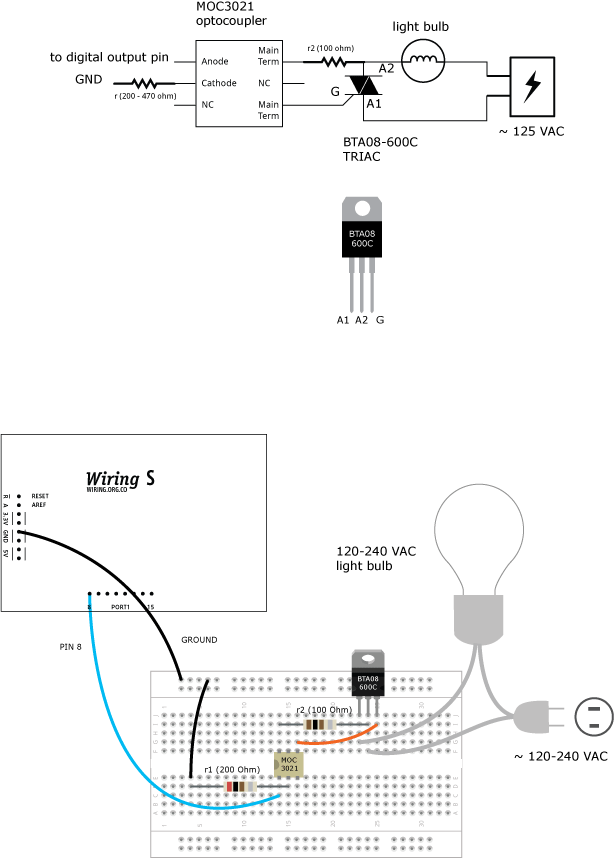 MOC3021
optocoupler
light bulb
to digital output pin
GND
r (200 - 470 ohm)
Anode
Cathode
NC
Main
Term
NC
Main
Term
r2 (100 ohm)
A2
G
A1
~ 125 VAC
BTA08-600C
TRIAC
BTA08
600C
A1 A2 G
Wiring S
WIRING.ORG.CO
R
A
3.3V
GND
5V
RESET
AREF
8 PORT1 15
PIN 8
GROUND
120-240 VAC
light bulb
BTA08
600C
r2 (100 Ohm)
MOC
3021
r1 (200 Ohm)
~ 120-240 VAC